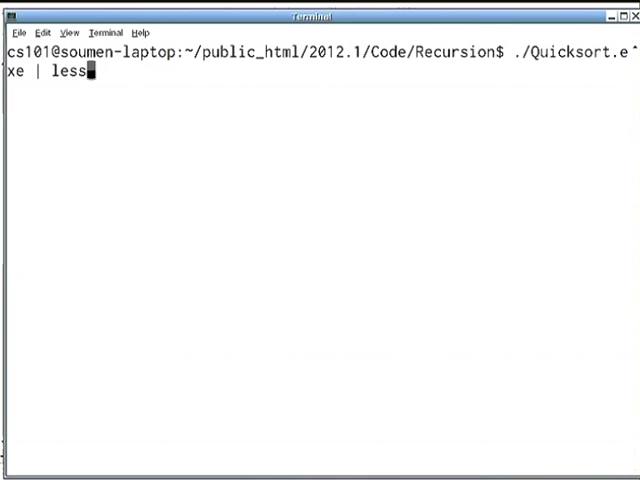 Terminal
File Edit View Terminal Help
cs101@soumen-laptop:~/public_html/2012.1/Code/Recursion$ ./Quicksort.e
xe | less